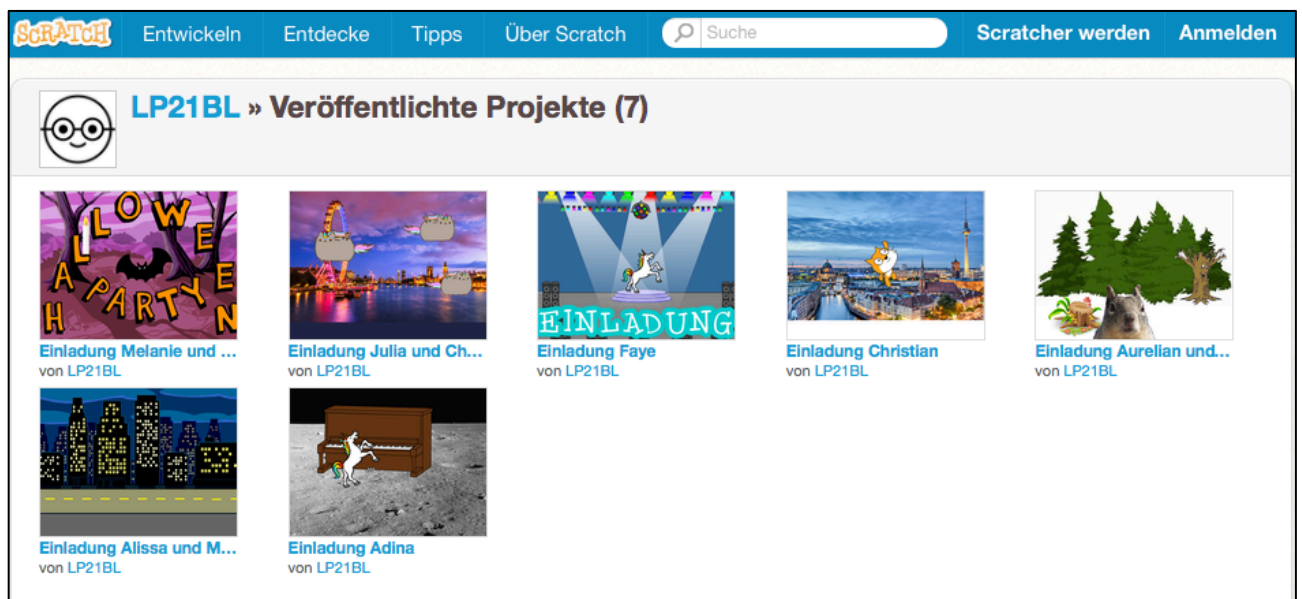 SCRATCH Entwickeln Entdecke Tipps Über Scratch Suche Scratcher werden Anmelden
LP21BL » Veröffentlichte Projekte (7)
HALLOWEEN
PARTY
EINLADUNG
Einladung Melanie und ... Einladung Julia und Ch... Einladung Faye Einladung Christian Einladung Aurelian und...
von LP21BL von LP21BL von LP21BL von LP21BL von LP21BL
Einladung Alissa und M... Einladung Adina
von LP21BL von LP21BL